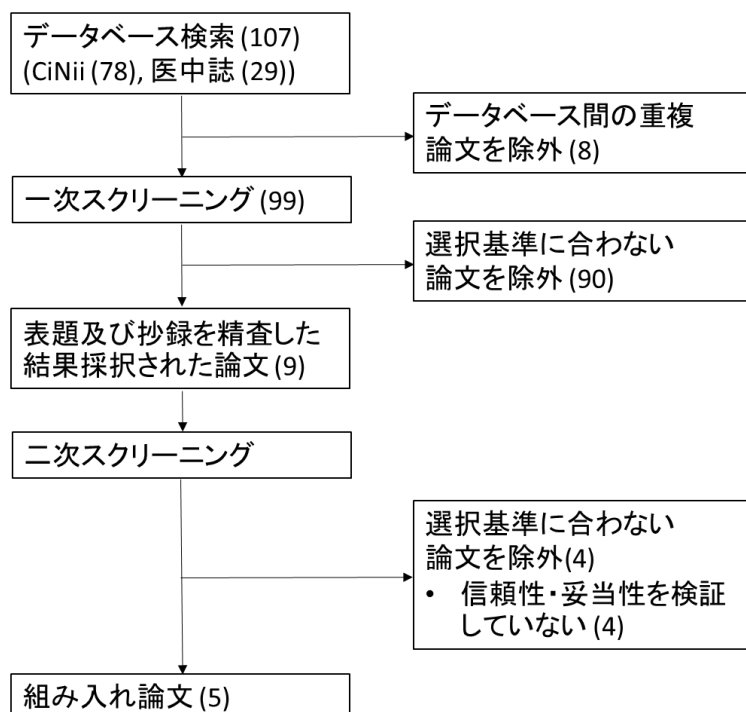 データベース検索 (107)
(CiNii (78), 医中誌 (29))
データベース間の重複
論文を除外 (8)
一次スクリーニング (99)
選択基準に合わない
論文を除外 (90)
表題及び抄録を精査した
結果採択された論文 (9)
二次スクリーニング
選択基準に合わない
論文を除外(4)
• 信頼性・妥当性を検証
していない (4)
組み入れ論文 (5)